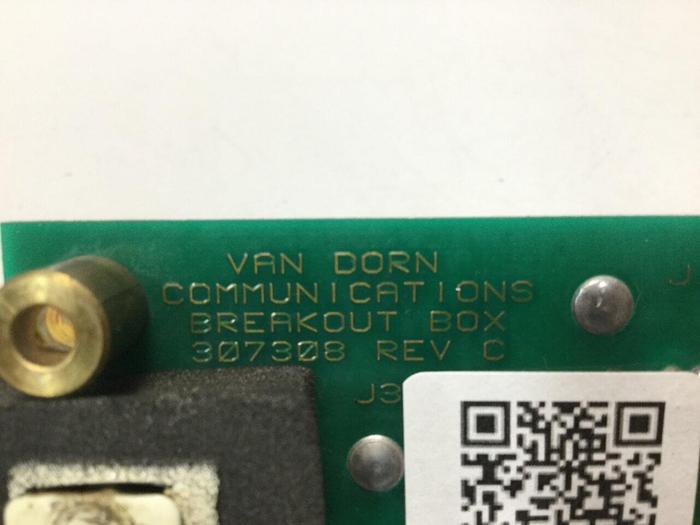 VAN DORN
COMMUNICATIONS
BREAKOUT BOX
307308 REV C
J3
J